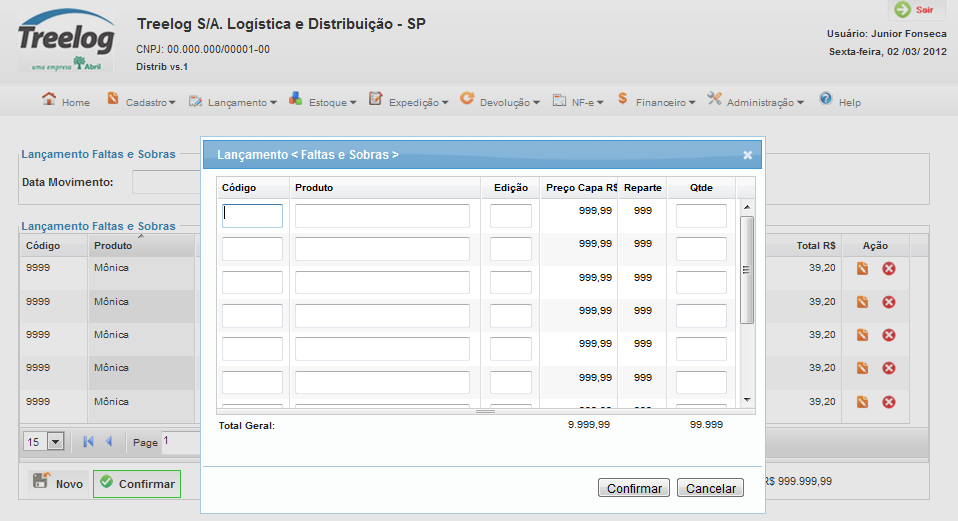 Sair
Treelog
uma empresa Abril
Treelog S/A. Logística e Distribuição - SP
CNPJ: 00.000.000/00001-00
Distrib vs.1
Usuário: Junior Fonseca
Sexta-feira, 02 /03/ 2012
Home Cadastro Lançamento Estoque Expedição Devolução NF-e Financeiro Administração Help
Lançamento Faltas e Sobras
Data Movimento:
Lançamento < Faltas e Sobras >
Código Produto Edição Preço Capa R$ Reparte Qtde
999,99 999
999,99 999
999,99 999
999,99 999
999,99 999
999,99 999
Total Geral: 9.999,99 99.999
Confirmar Cancelar
Lançamento Faltas e Sobras
Código Produto Total R$ Ação
9999 Mônica 39,20
9999 Mônica 39,20
9999 Mônica 39,20
9999 Mônica 39,20
9999 Mônica 39,20
15 Page 1
Novo Confirmar R$ 999.999,99